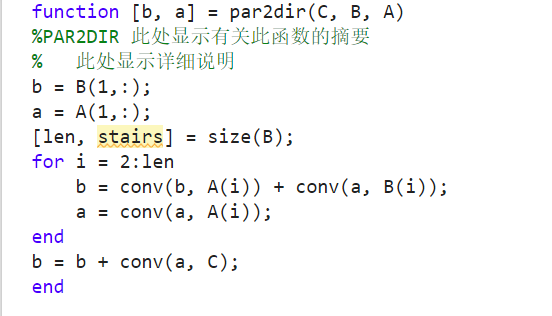 function [b, a] = par2dir(C, B, A)
%PAR2DIR 此处显示有关此函数的摘要
%   此处显示详细说明
b = B(1,:);
a = A(1,:);
[len, stairs] = size(B);
for i = 2:len
    b = conv(b, A(i)) + conv(a, B(i));
    a = conv(a, A(i));
end
b = b + conv(a, C);
end